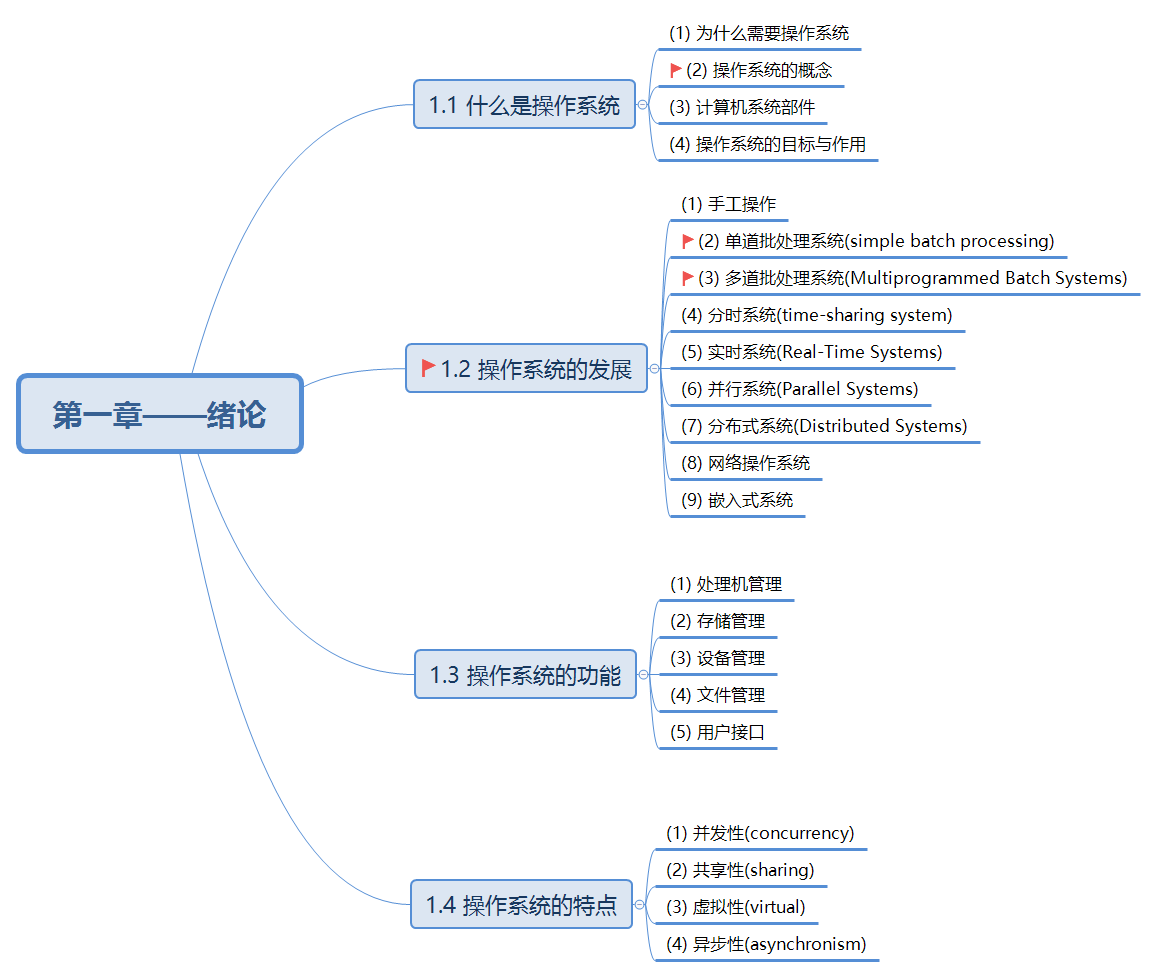 第一章——绪论
1.1 什么是操作系统
(1) 为什么需要操作系统
(2) 操作系统的概念
(3) 计算机系统部件
(4) 操作系统的目标与作用
1.2 操作系统的发展
(1) 手工操作
(2) 单道批处理系统(simple batch processing)
(3) 多道批处理系统(Multiprogrammed Batch Systems)
(4) 分时系统(time-sharing system)
(5) 实时系统(Real-Time Systems)
(6) 并行系统(Parallel Systems)
(7) 分布式系统(Distributed Systems)
(8) 网络操作系统
(9) 嵌入式系统
1.3 操作系统的功能
(1) 处理机管理
(2) 存储管理
(3) 设备管理
(4) 文件管理
(5) 用户接口
1.4 操作系统的特点
(1) 并发性(concurrency)
(2) 共享性(sharing)
(3) 虚拟性(virtual)
(4) 异步性(asynchronism)